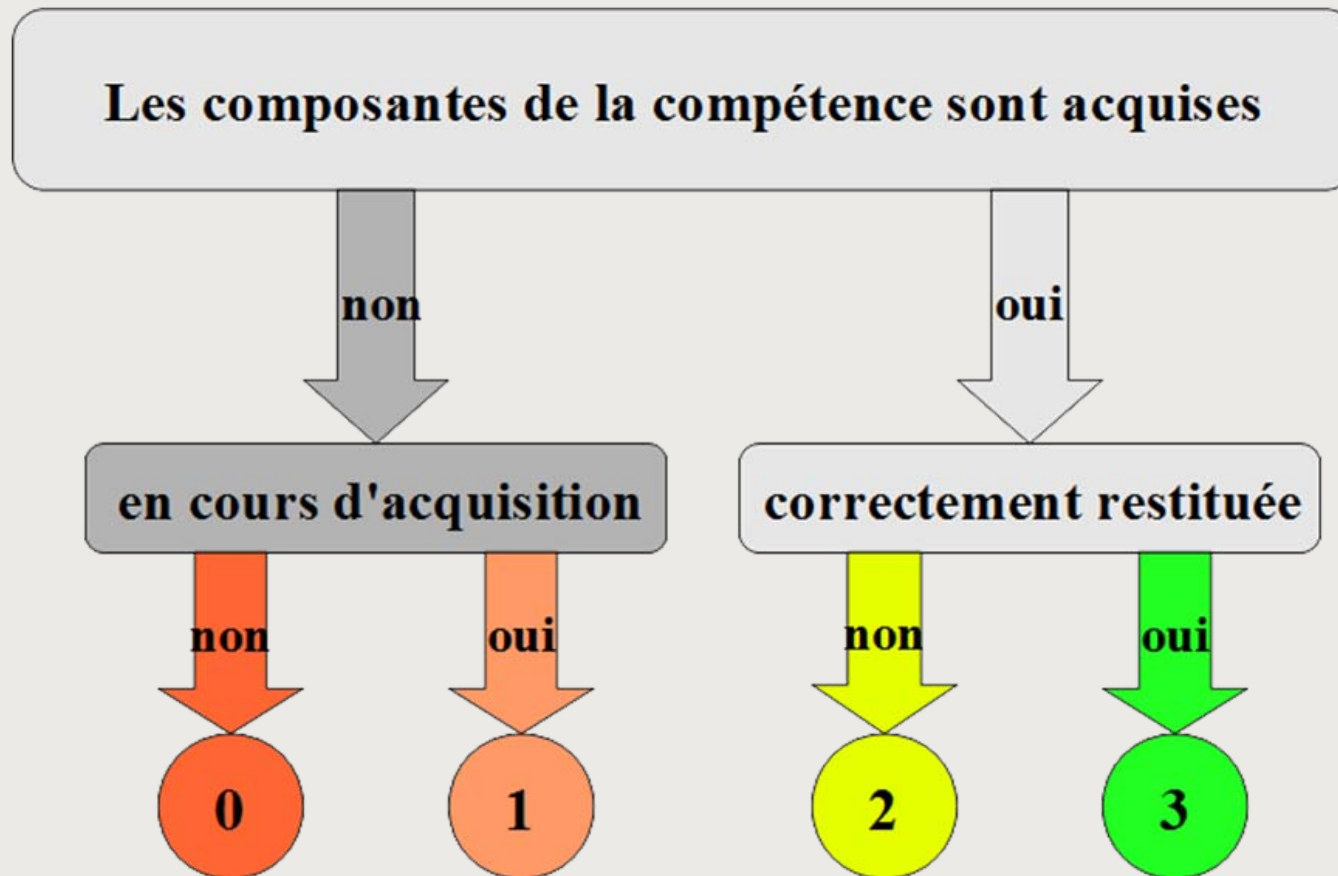 Les composantes de la compétence sont acquises
non
oui
en cours d'acquisition
correctement restituée
non
oui
non
oui
0
1
2
3